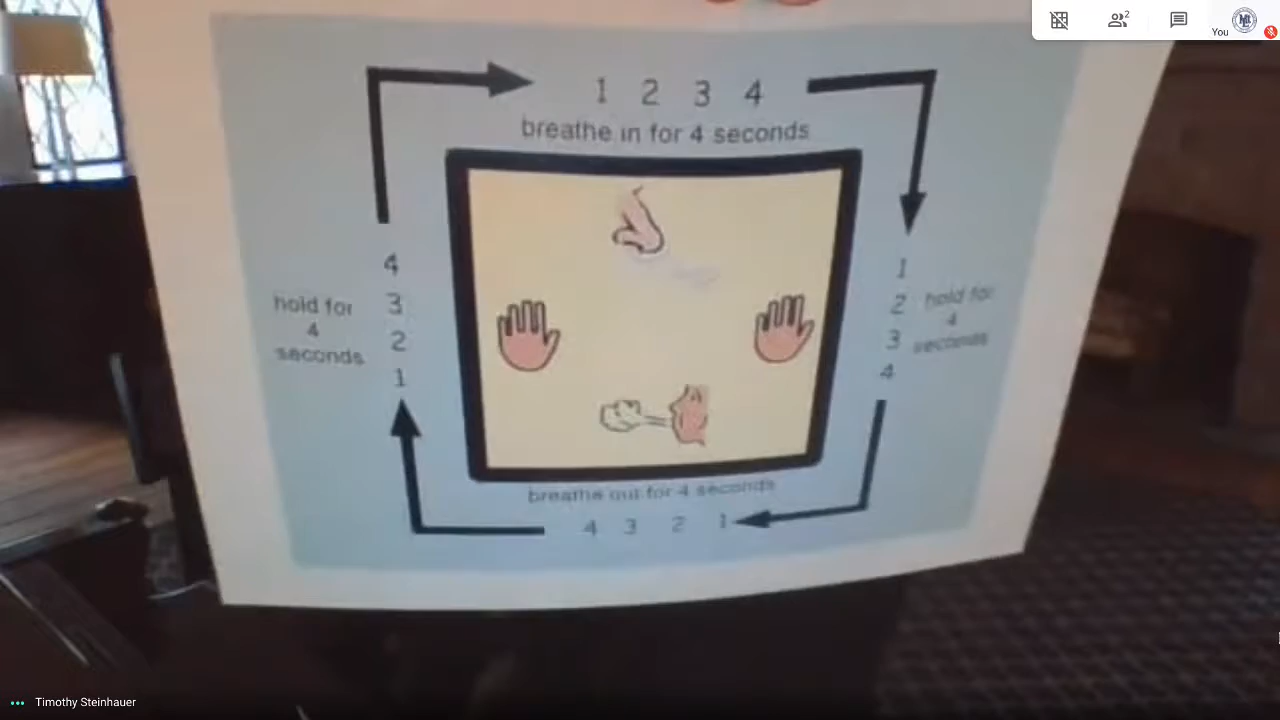 2
You
1 2 3 4
breathe in for 4 seconds
4
3
2
1
hold for
4
seconds
1
2
3
4
hold for
4
seconds
breathe out for 4 seconds
4 3 2 1
Timothy Steinhauer